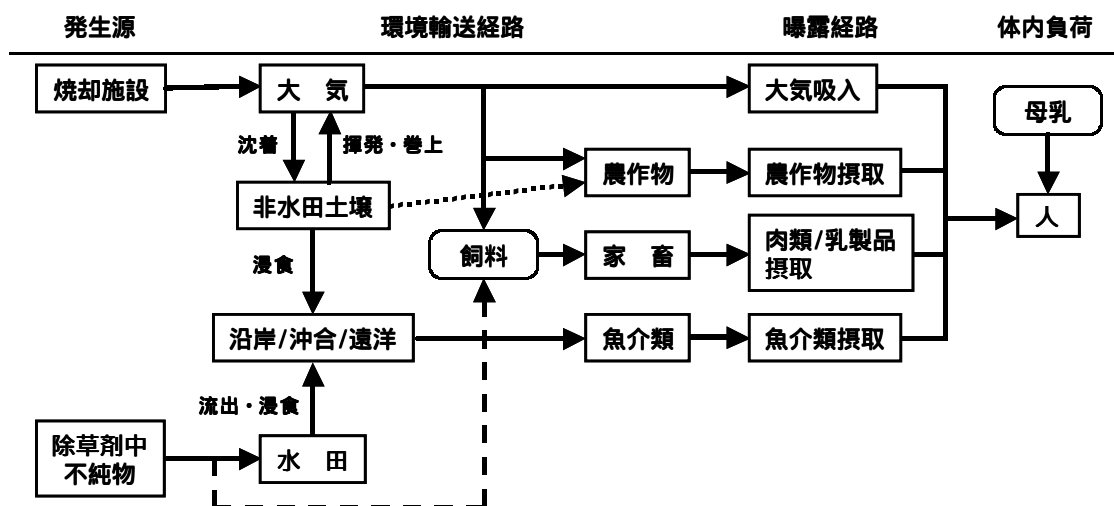 発生源
環境輸送経路
曝露経路
体内負荷
焼却施設
大　気
大気吸入
母乳
沈着
揮発・巻上
農作物
農作物摂取
非水田土壌
人
飼料
家　畜
肉類/乳製品
摂取
浸食
沿岸/沖合/遠洋
魚介類
魚介類摂取
流出・浸食
除草剤中
不純物
水　田